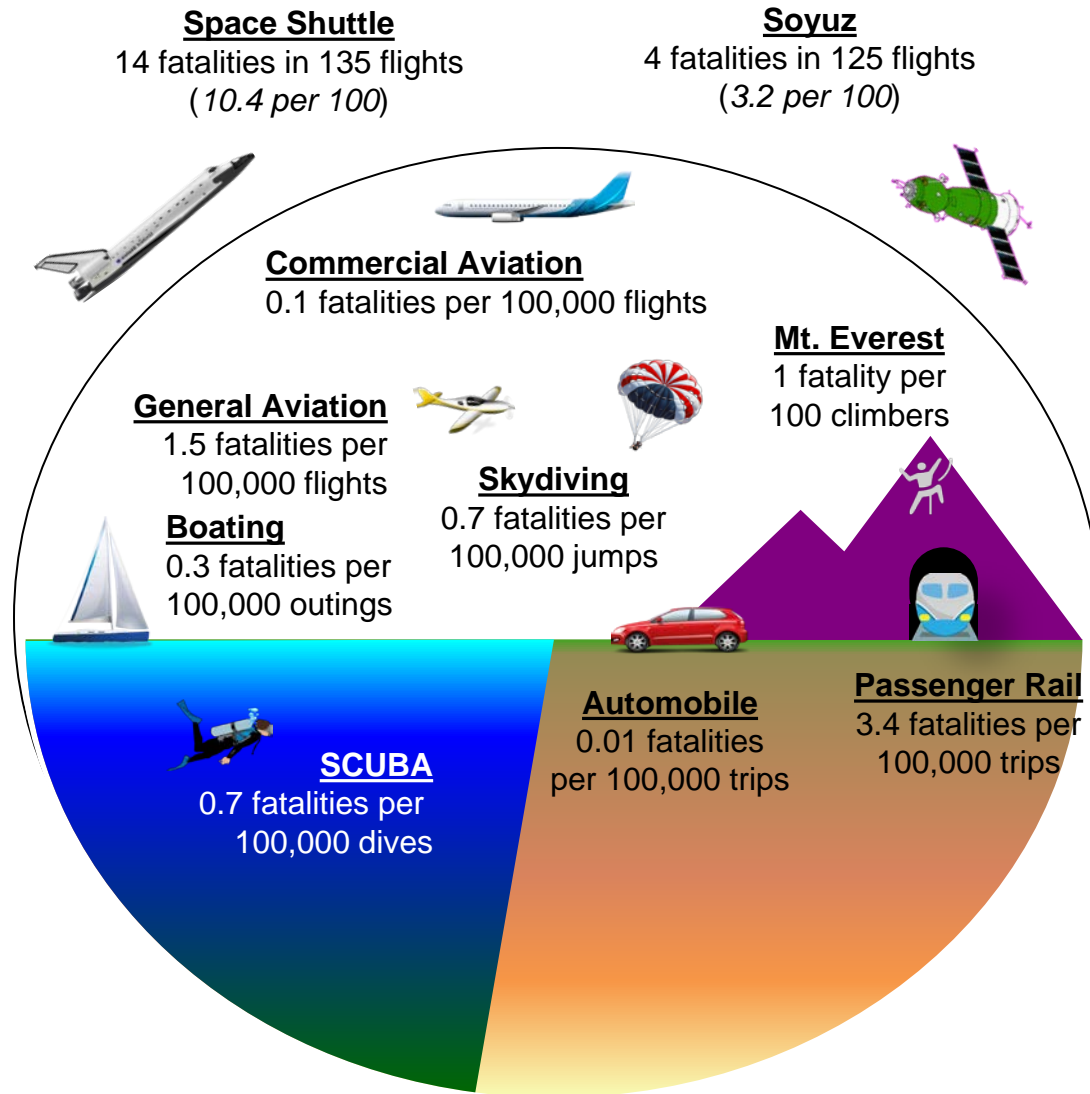 Space Shuttle
14 fatalities in 135 flights
(10.4 per 100)
Soyuz
4 fatalities in 125 flights
(3.2 per 100)
Commercial Aviation
0.1 fatalities per 100,000 flights
Mt. Everest
1 fatality per
100 climbers
General Aviation
1.5 fatalities per
100,000 flights
Skydiving
0.7 fatalities per
100,000 jumps
Boating
0.3 fatalities per
100,000 outings
Automobile
0.01 fatalities
per 100,000 trips
Passenger Rail
3.4 fatalities per
100,000 trips
SCUBA
0.7 fatalities per
100,000 dives